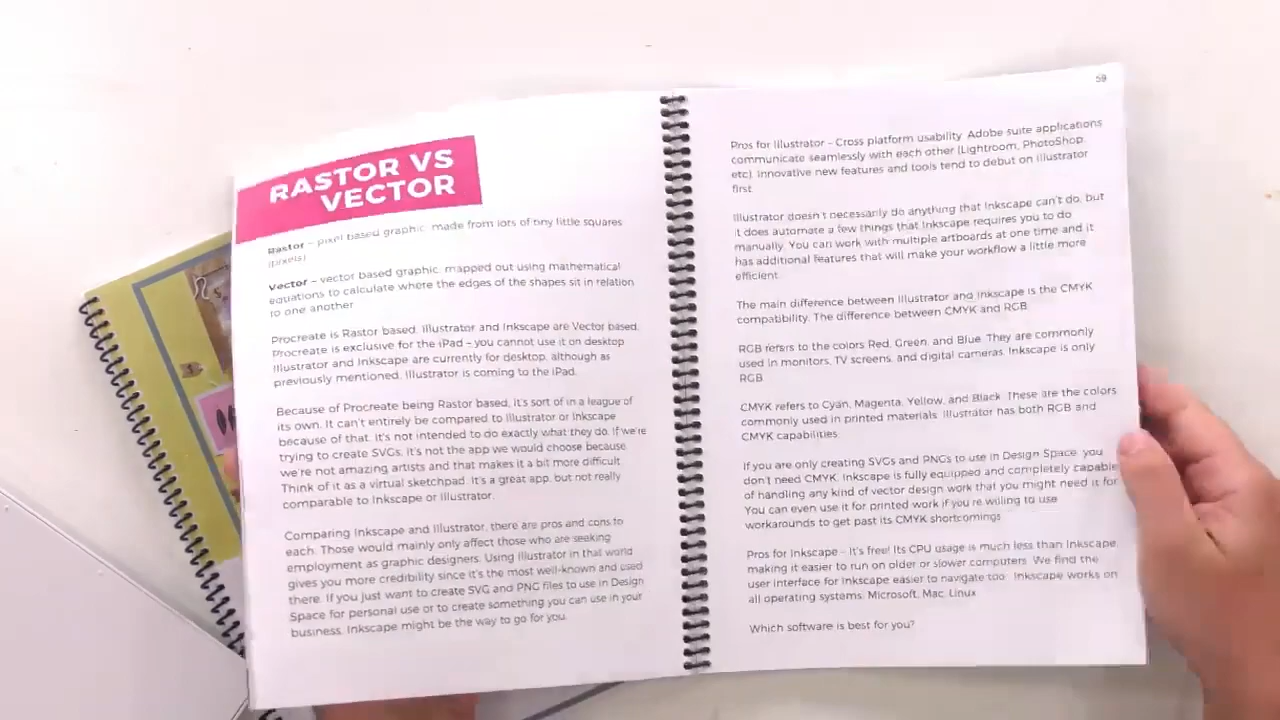 RASTOR VS
VECTOR
Rastor – pixel based graphic, made from lots of tiny little squares
(pixels)
Vector – vector based graphic, mapped out using mathematical
equations to calculate where the edges of the shapes sit in relation
to one another
Procreate is Rastor based. Illustrator and Inkscape are Vector based.
Procreate is exclusive for the iPad – you cannot use it on desktop.
Illustrator and Inkscape are currently for desktop, although as
previously mentioned, Illustrator is coming to the iPad.
Because of Procreate being Rastor based, it's sort of in a league of
its own. It can't entirely be compared to Illustrator or Inkscape
because of that. It's not intended to do exactly what they do. If we're
trying to create SVGs, it's not the app we would choose because
we're not amazing artists and that makes it a bit more difficult.
Think of it as a virtual sketchpad. It's a great app, but not really
comparable to Inkscape or Illustrator.
Comparing Inkscape and Illustrator, there are pros and cons to
each. Those would mainly only affect those who are seeking
employment as graphic designers. Using Illustrator in that world
gives you more credibility since it's the most well-known and used
there. If you just want to create SVG and PNG files to use in Design
Space for personal use or to create something you can use in your
business, Inkscape might be the way to go for you.
59
Pros for Illustrator – Cross platform usability. Adobe suite applications
communicate seamlessly with each other (Lightroom, PhotoShop,
etc). Innovative new features and tools tend to debut on Illustrator
first.
Illustrator doesn't necessarily do anything that Inkscape can't do, but
it does automate a few things that Inkscape requires you to do
manually. You can work with multiple artboards at one time and it
has additional features that will make your workflow a little more
efficient.
The main difference between Illustrator and Inkscape is the CMYK
compatibility. The difference between CMYK and RGB:
RGB refers to the colors Red, Green, and Blue. They are commonly
used in monitors, TV screens, and digital cameras. Inkscape is only
RGB.
CMYK refers to Cyan, Magenta, Yellow, and Black. These are the colors
commonly used in printed materials. Illustrator has both RGB and
CMYK capabilities.
If you are only creating SVGs and PNGs to use in Design Space, you
don't need CMYK. Inkscape is fully equipped and completely capable
of handling any kind of vector design work that you might need it for.
You can even use it for printed work if you're willing to use
workarounds to get past its CMYK shortcomings.
Pros for Inkscape – It's free! Its CPU usage is much less than Inkscape,
making it easier to run on older or slower computers. We find the
user interface for Inkscape easier to navigate too. Inkscape works on
all operating systems: Microsoft, Mac, Linux
Which software is best for you?